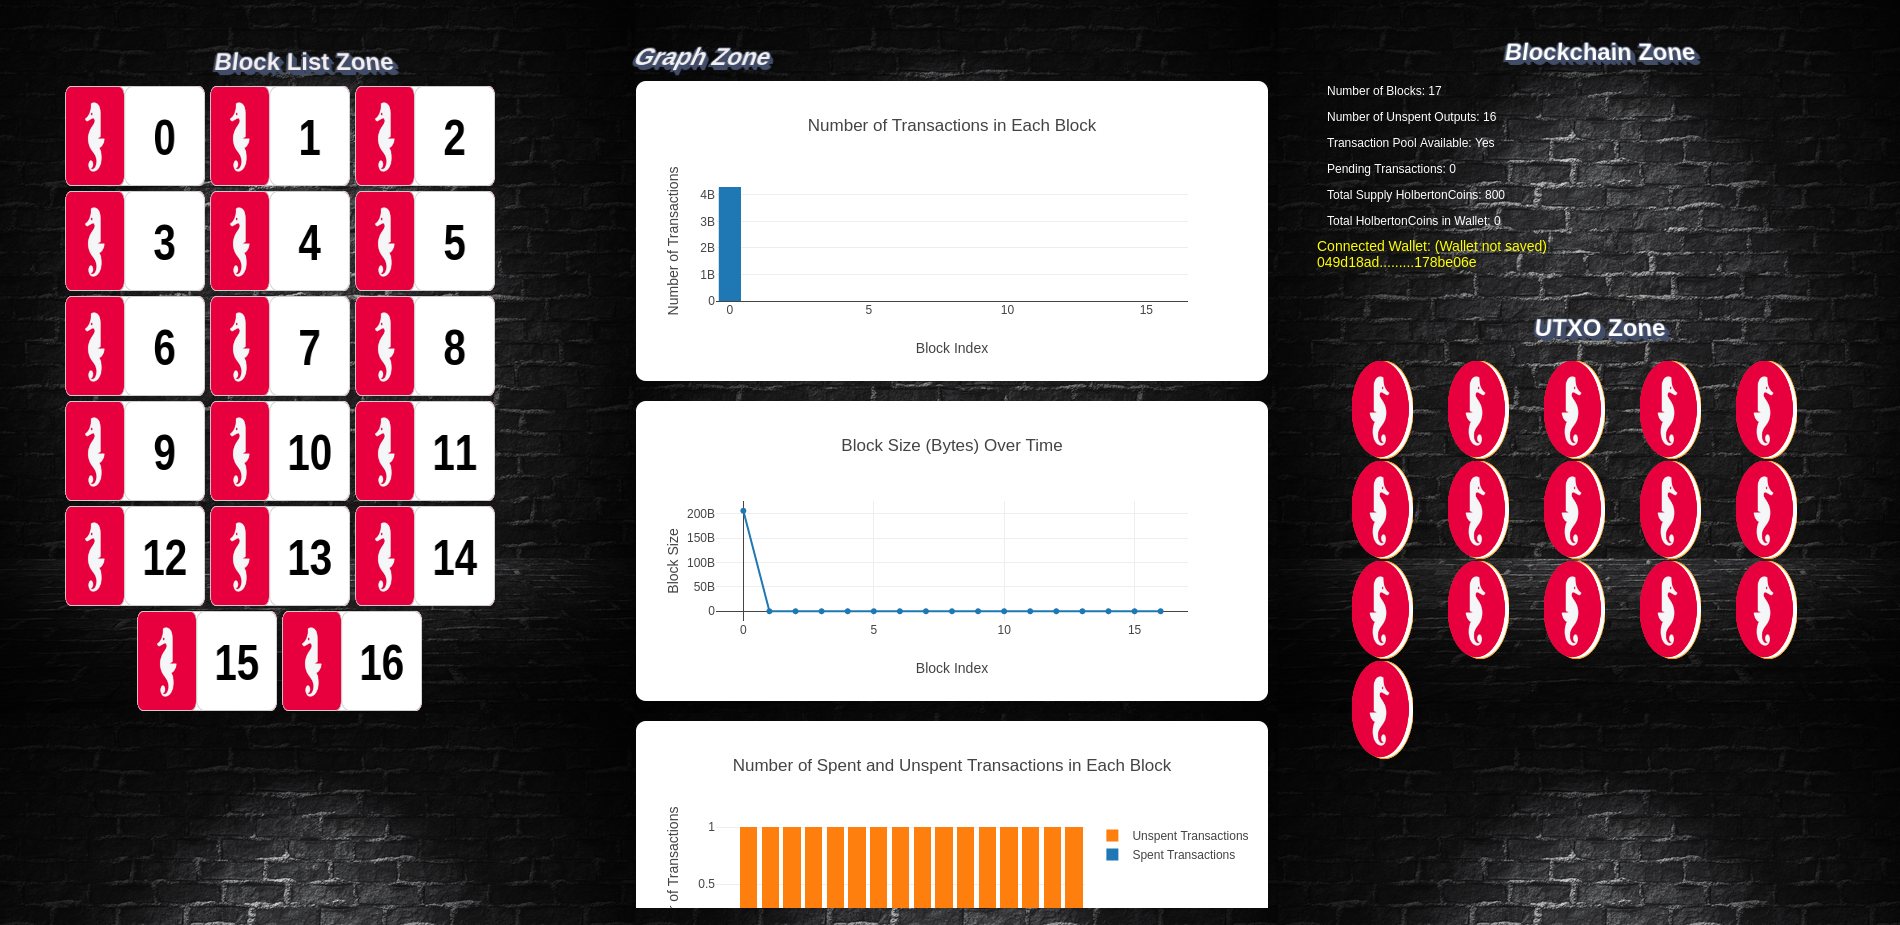 Block List Zone
0
1
2
3
4
5
6
7
8
9
10
11
12
13
14
15
16
Graph Zone
Number of Transactions in Each Block
Number of Transactions
4B
3B
2B
1B
0
0
5
10
15
Block Index
Block Size (Bytes) Over Time
Block Size
200B
150B
100B
50B
0
0
5
10
15
Block Index
Number of Spent and Unspent Transactions in Each Block
of Transactions
1
0.5
Unspent Transactions
Spent Transactions
Blockchain Zone
Number of Blocks: 17
Number of Unspent Outputs: 16
Transaction Pool Available: Yes
Pending Transactions: 0
Total Supply HolbertonCoins: 800
Total HolbertonCoins in Wallet: 0
Connected Wallet: (Wallet not saved)
049d18ad.........178be06e
UTXO Zone